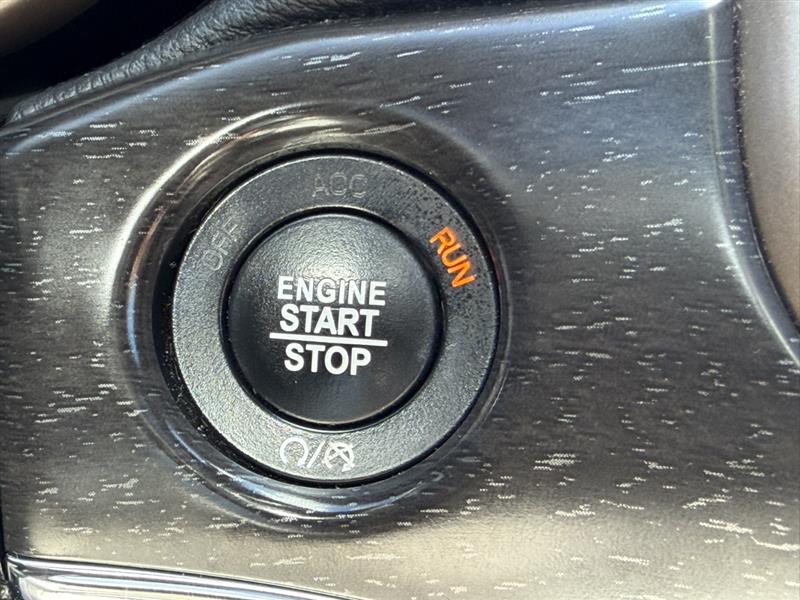 ACC
OFF
RUN
ENGINE
START
STOP